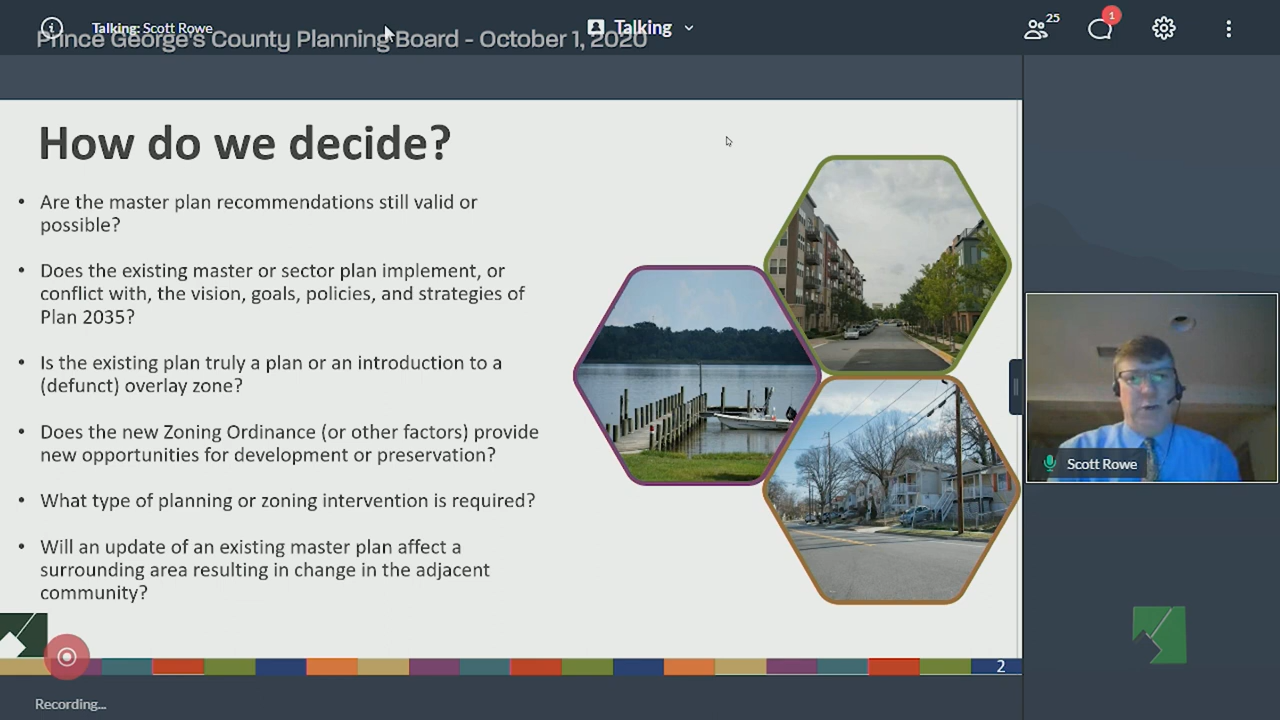 Talking: Scott Rowe
Talking
25
1
Prince George's County Planning Board - October 1, 2020
How do we decide?
• Are the master plan recommendations still valid or
possible?
• Does the existing master or sector plan implement, or
conflict with, the vision, goals, policies, and strategies of
Plan 2035?
• Is the existing plan truly a plan or an introduction to a
(defunct) overlay zone?
• Does the new Zoning Ordinance (or other factors) provide
new opportunities for development or preservation?
• What type of planning or zoning intervention is required?
• Will an update of an existing master plan affect a
surrounding area resulting in change in the adjacent
community?
Scott Rowe
2
Recording...